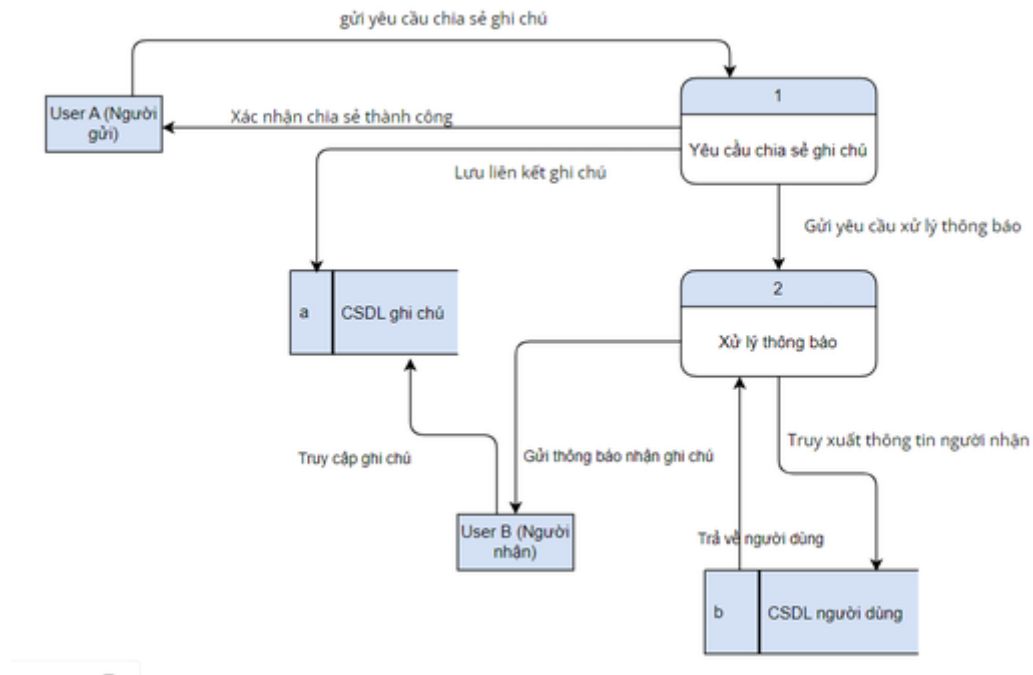 gửi yêu cầu chia sẻ ghi chú
User A (Người
gửi)
Xác nhận chia sẻ thành công
1
Yêu cầu chia sẻ ghi chú
Lưu liên kết ghi chú
Gửi yêu cầu xử lý thông báo
a
CSDL ghi chú
2
Xử lý thông báo
Truy cập ghi chú
Gửi thông báo nhận ghi chú
Truy xuất thông tin người nhận
User B (Người
nhận)
Trả về người dùng
b
CSDL người dùng